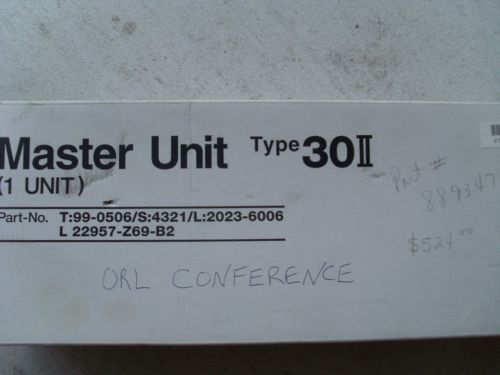 Master Unit Type 30II
(1 UNIT)
Part-No. T:99-0506/S:4321/L:2023-6006
L 22957-Z69-B2
Part #
889347
$524.00
ORL CONFERENCE